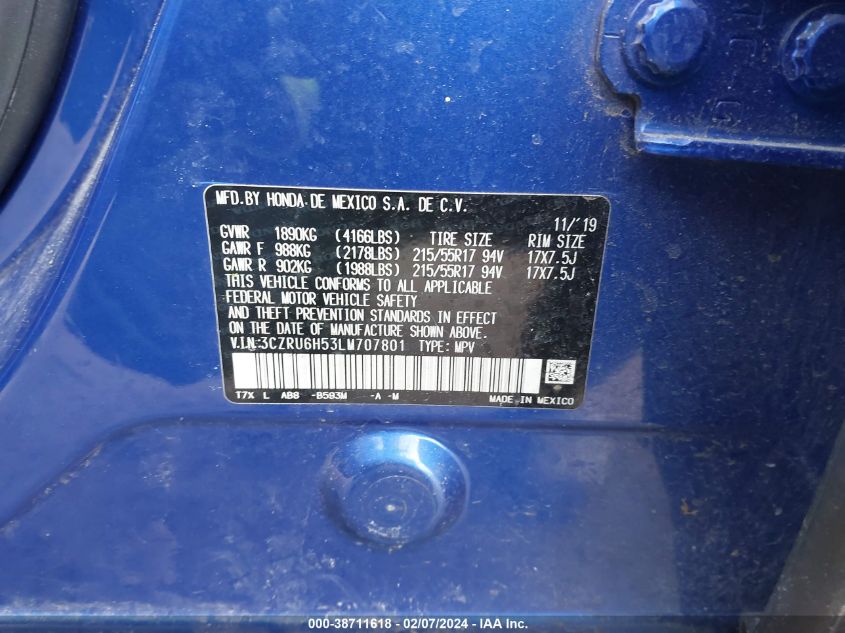 MFD.BY HONDA DE MEXICO S.A. DE C.V.
11/'19
GVWR 1890KG (4166LBS) TIRE SIZE RIM SIZE
GAWR F 988KG (2178LBS) 215/55R17 94V 17X7.5J
GAWR R 902KG (1988LBS) 215/55R17 94V 17X7.5J
THIS VEHICLE CONFORMS TO ALL APPLICABLE
FEDERAL MOTOR VEHICLE SAFETY
AND THEFT PREVENTION STANDARDS IN EFFECT
ON THE DATE OF MANUFACTURE SHOWN ABOVE.
V.I.N:3CZRU6H53LM707801 TYPE: MPV
T7X L AB8 -B593M -A -M MADE IN MEXICO
000-38711618 - 02/07/2024 - IAA Inc.